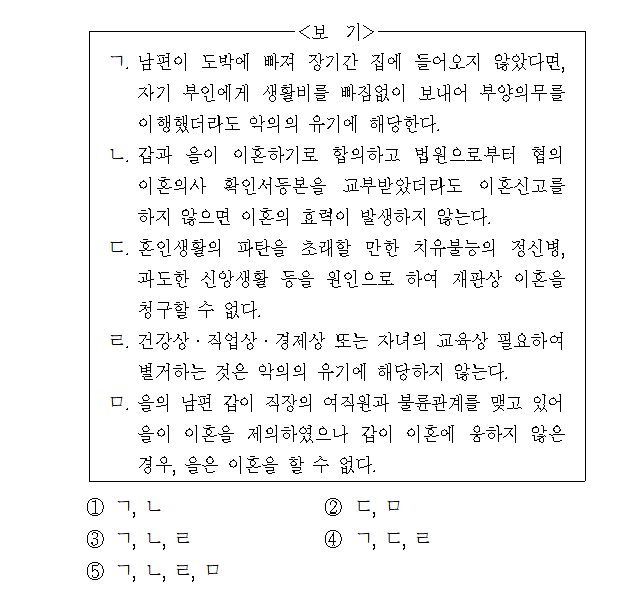 <보 기>
ㄱ. 남편이 도박에 빠져 장기간 집에 들어오지 않았다면,
자기 부인에게 생활비를 빠짐없이 보내어 부양의무를
이행했더라도 악의의 유기에 해당한다.
ㄴ. 갑과 을이 이혼하기로 합의하고 법원으로부터 협의
이혼의사 확인서등본을 교부받았더라도 이혼신고를
하지 않으면 이혼의 효력이 발생하지 않는다.
ㄷ. 혼인생활의 파탄을 초래할 만한 치유불능의 정신병,
과도한 신앙생활 등을 원인으로 하여 재판상 이혼을
청구할 수 없다.
ㄹ. 건강상·직업상·경제상 또는 자녀의 교육상 필요하여
별거하는 것은 악의의 유기에 해당하지 않는다.
ㅁ. 을의 남편 갑이 직장의 여직원과 불륜관계를 맺고 있어
을이 이혼을 제의하였으나 갑이 이혼에 응하지 않은
경우, 을은 이혼을 할 수 없다.
① ㄱ, ㄴ ② ㄷ, ㅁ
③ ㄱ, ㄴ, ㄹ ④ ㄱ, ㄷ, ㄹ
⑤ ㄱ, ㄴ, ㄹ, ㅁ